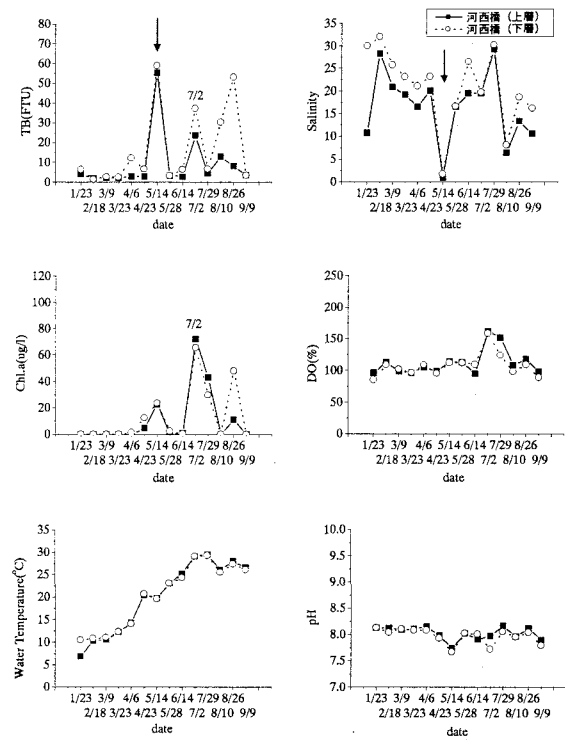 河西橋（上層）
河西橋（下層）
80
70
60
50
40
30
20
10
0
TB(FTU)
7/2
1/23 3/9 4/6 5/14 6/14 7/29 8/26
2/18 3/23 4/23 5/28 7/2 8/10 9/9
date
35
30
25
20
15
10
5
0
Salinity
1/23 3/9 4/6 5/14 6/14 7/29 8/26
2/18 3/23 4/23 5/28 7/2 8/10 9/9
date
120
100
80
60
40
20
0
Chl.a(ug/l)
7/2
1/23 3/9 4/6 5/14 6/14 7/29 8/26
2/18 3/23 4/23 5/28 7/2 8/10 9/9
date
250
200
150
100
50
0
DO(%)
1/23 3/9 4/6 5/14 6/14 7/29 8/26
2/18 3/23 4/23 5/28 7/2 8/10 9/9
date
35
30
25
20
15
10
5
0
Water Temperature(°C)
1/23 3/9 4/6 5/14 6/14 7/29 8/26
2/18 3/23 4/23 5/28 7/2 8/10 9/9
date
10.0
9.5
9.0
8.5
8.0
7.5
7.0
pH
1/23 3/9 4/6 5/14 6/14 7/29 8/26
2/18 3/23 4/23 5/28 7/2 8/10 9/9
date